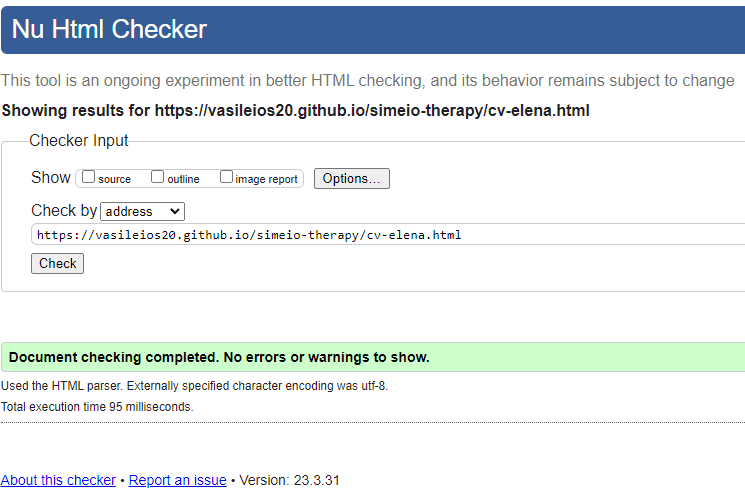 Nu Html Checker
This tool is an ongoing experiment in better HTML checking, and its behavior remains subject to change
Showing results for https://vasileios20.github.io/simeio-therapy/cv-elena.html
Checker Input
Show source outline image report Options...
Check by address
https://vasileios20.github.io/simeio-therapy/cv-elena.html
Check
Document checking completed. No errors or warnings to show.
Used the HTML parser. Externally specified character encoding was utf-8.
Total execution time 95 milliseconds.
About this checker • Report an issue • Version: 23.3.31